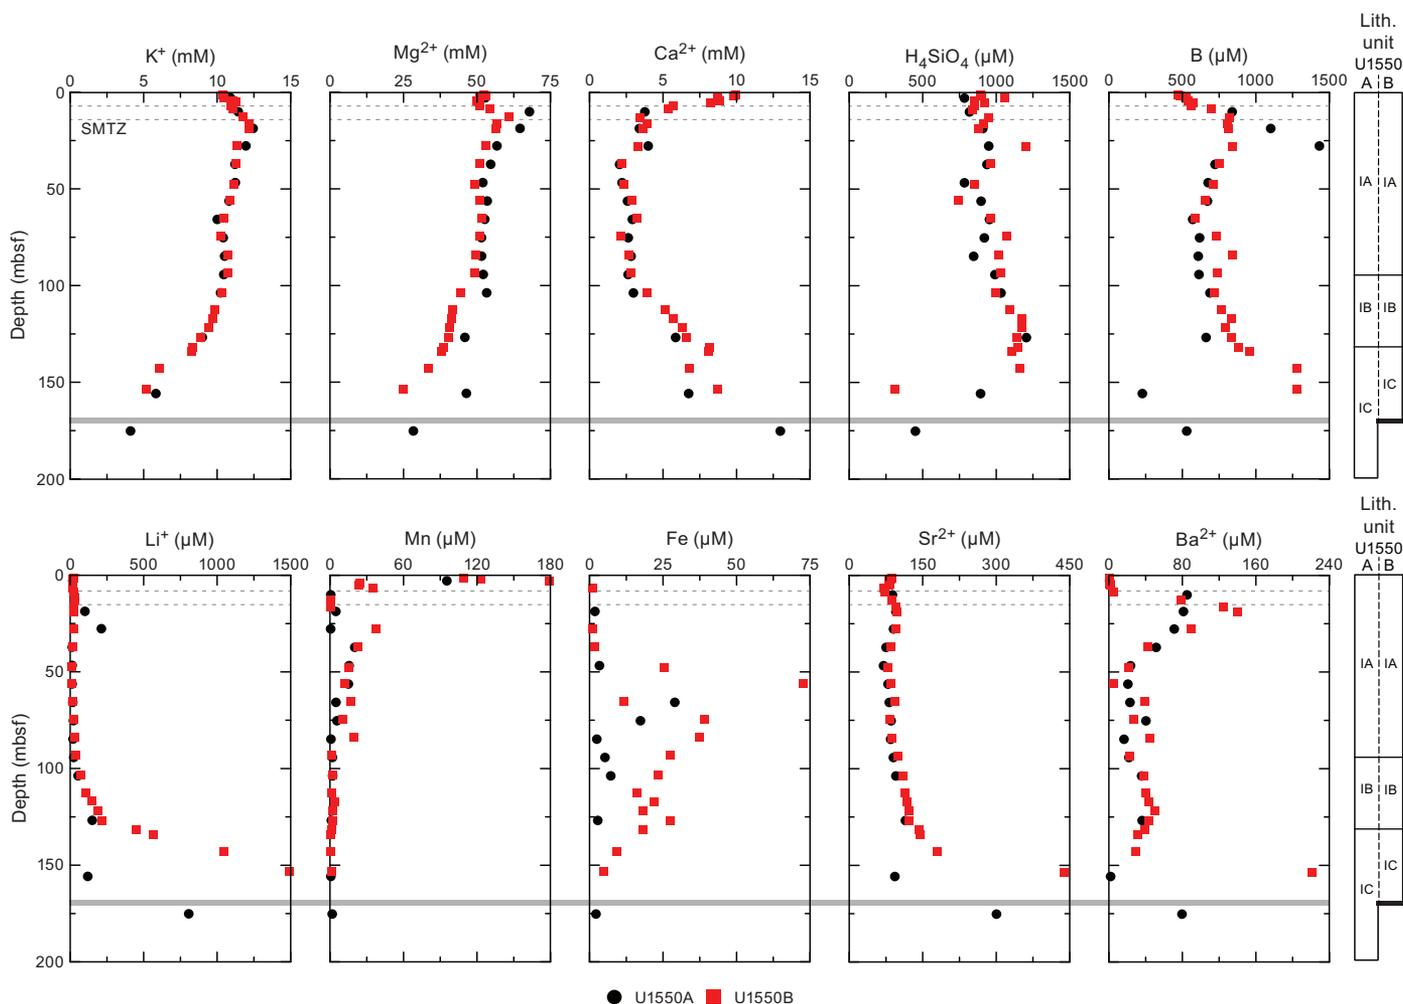 Lith.
unit
U1550
K⁺ (mM) Mg²⁺ (mM) Ca²⁺ (mM) H₄SiO₄ (µM) B (µM)
A B
0 5 10 15 0 25 50 75 0 5 10 15 0 500 1000 1500 0 500 1000 1500
0
SMTZ
50
100
150
200
Depth (mbsf)
IA IA
IB IB
IC
IC
Lith.
unit
U1550
Li⁺ (µM) Mn (µM) Fe (µM) Sr²⁺ (µM) Ba²⁺ (µM)
A B
0 500 1000 1500 0 60 120 180 0 25 50 75 0 150 300 450 0 80 160 240
0
50
100
150
200
Depth (mbsf)
IA IA
IB IB
IC
IC
U1550A U1550B